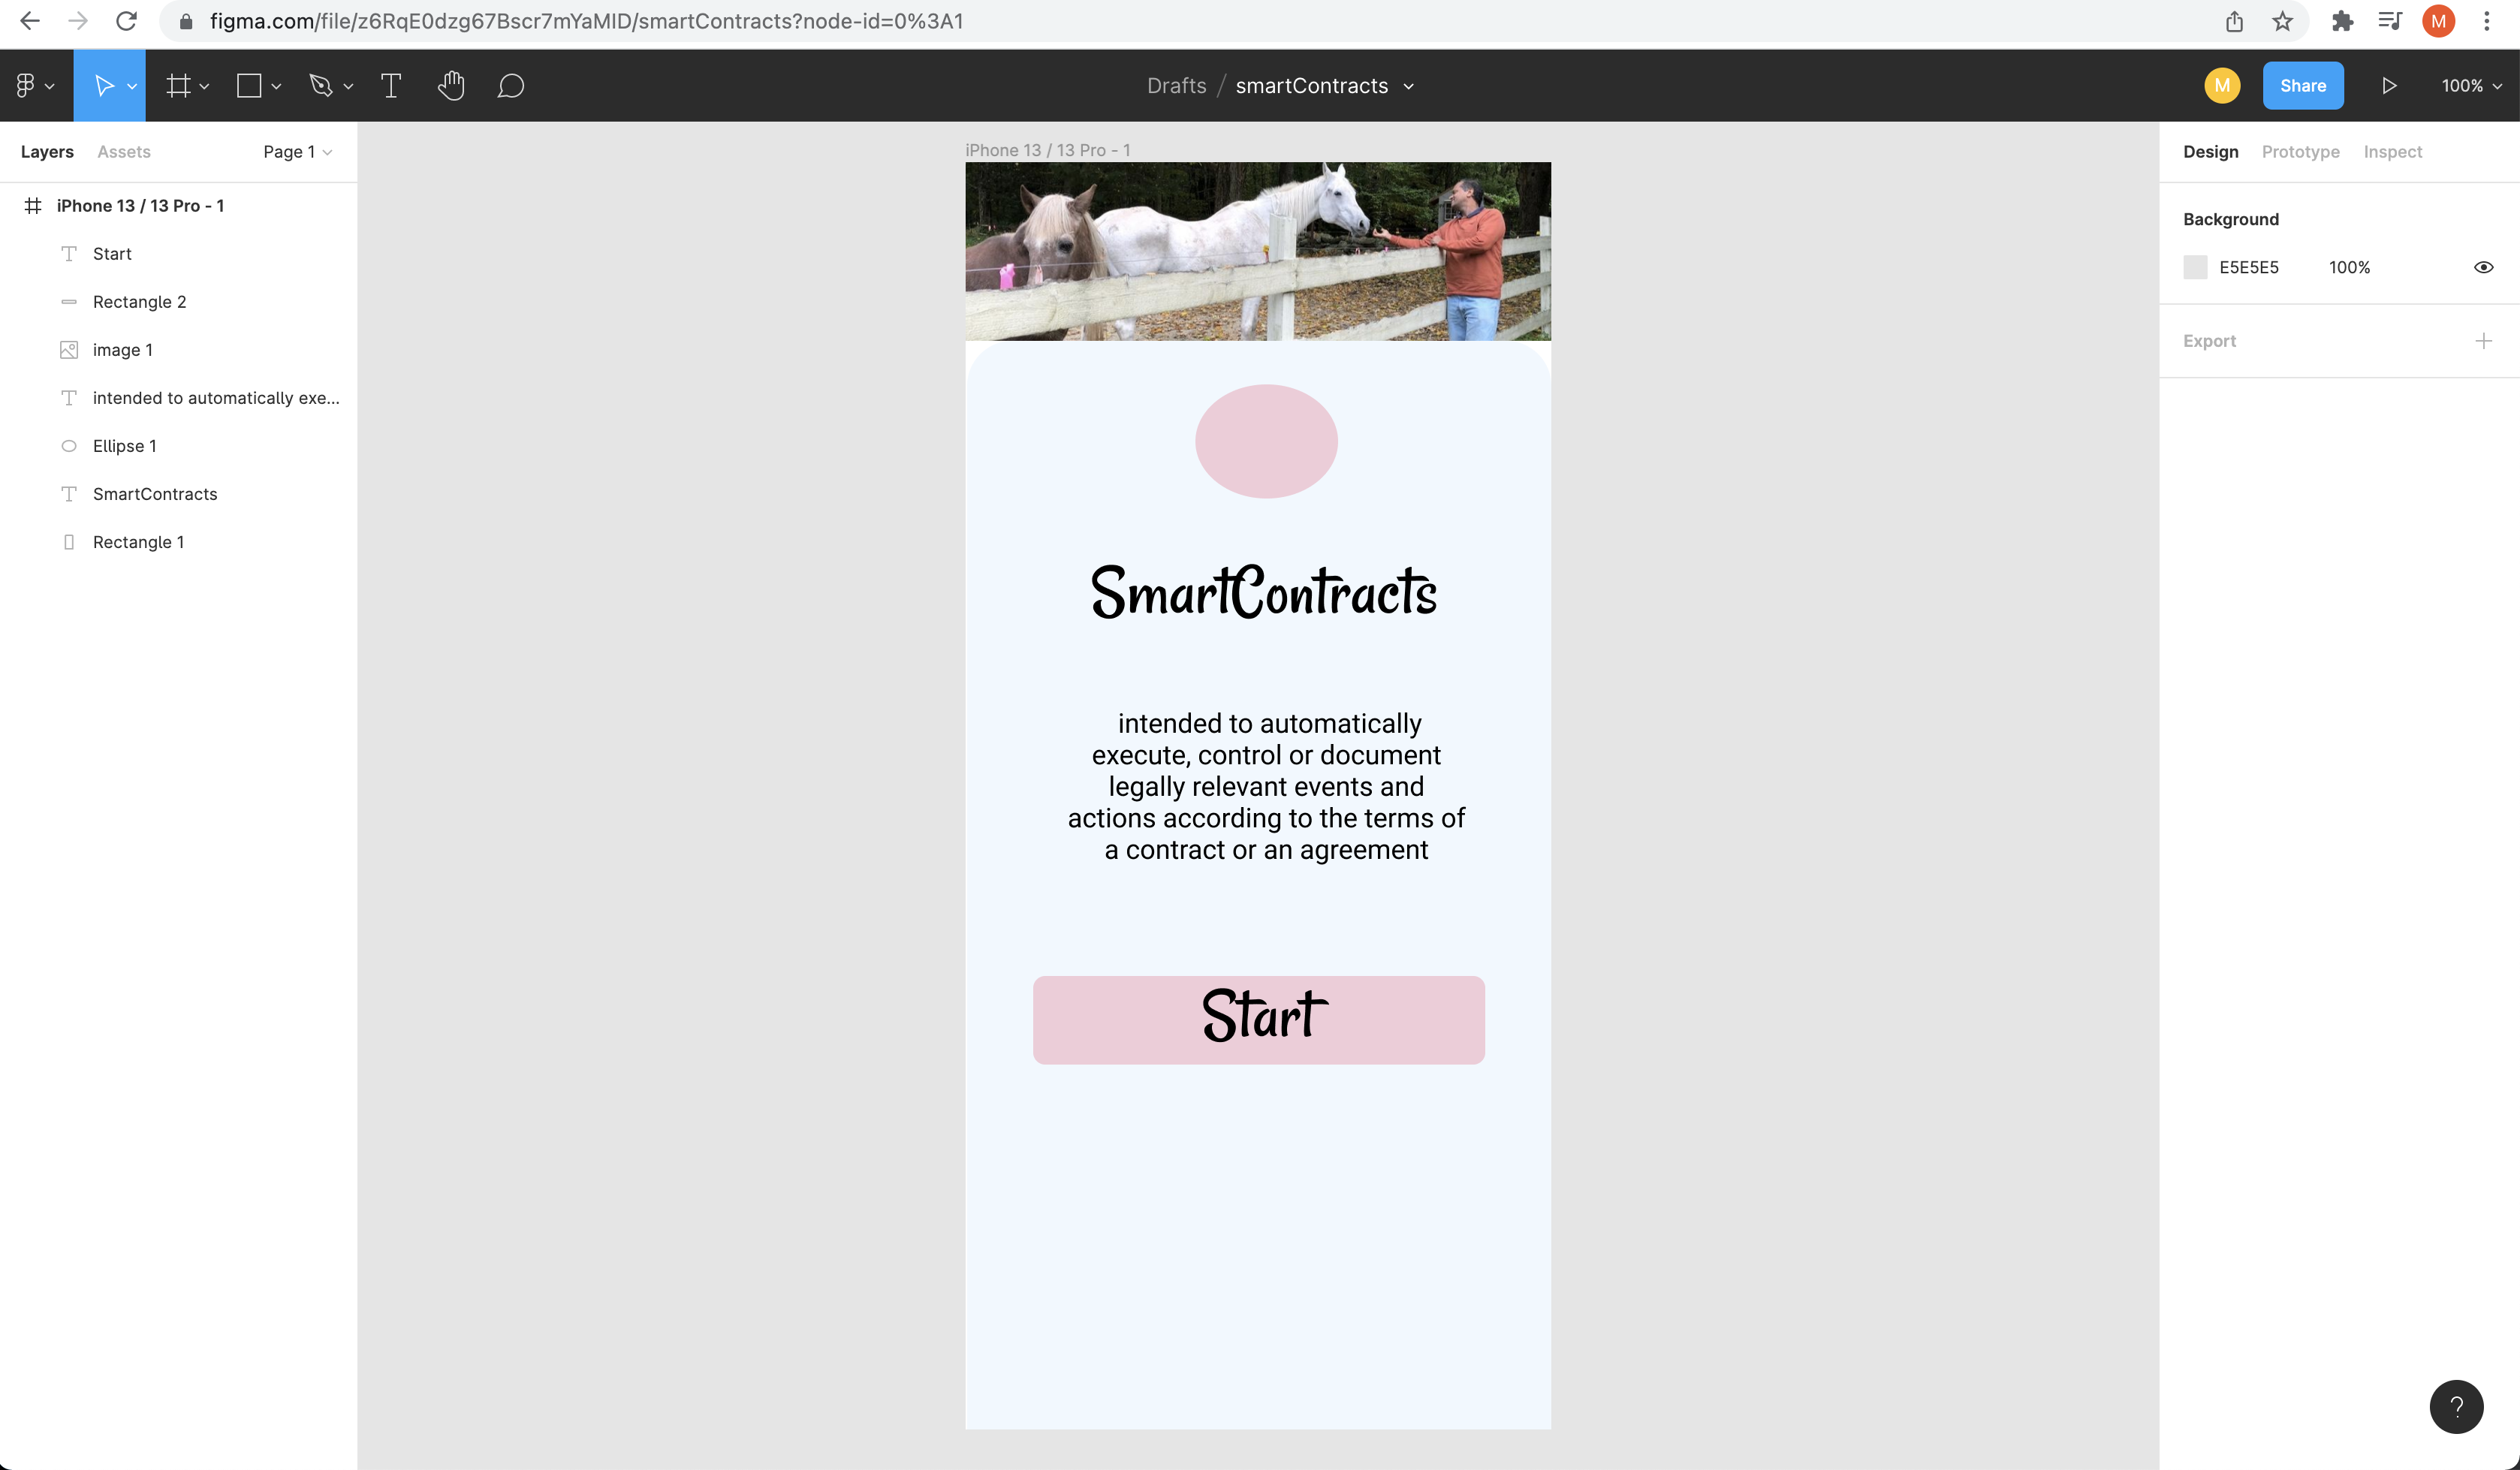 figma.com/file/z6RqE0dzg67Bscr7mYaMID/smartContracts?node-id=0%3A1
M
Drafts / smartContracts
M
Share
100%
Layers
Assets
Page 1
iPhone 13 / 13 Pro - 1
Start
Rectangle 2
image 1
intended to automatically exe...
Ellipse 1
SmartContracts
Rectangle 1
iPhone 13 / 13 Pro - 1
SmartContracts
intended to automatically
execute, control or document
legally relevant events and
actions according to the terms of
a contract or an agreement
Start
Design
Prototype
Inspect
Background
E5E5E5
100%
Export
?